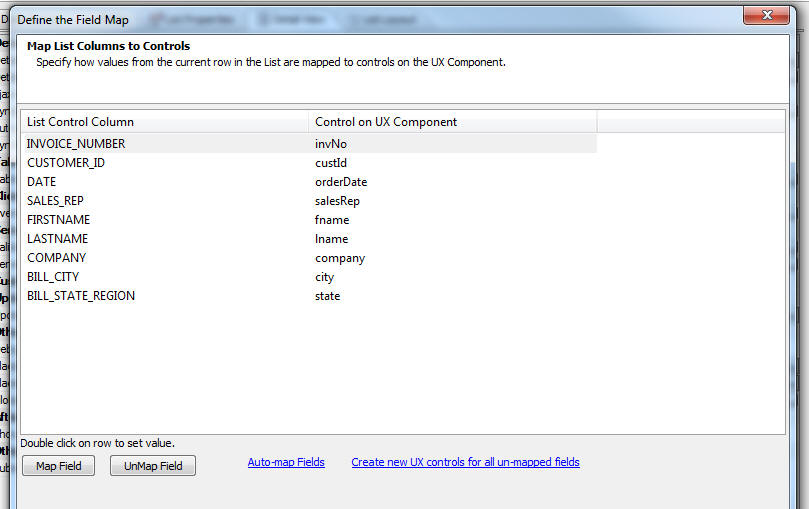 Define the Field Map
Map List Columns to Controls
Specify how values from the current row in the List are mapped to controls on the UX Component.
List Control Column Control on UX Component
INVOICE_NUMBER invNo
CUSTOMER_ID custId
DATE orderDate
SALES_REP salesRep
FIRSTNAME fname
LASTNAME lname
COMPANY company
BILL_CITY city
BILL_STATE_REGION state
Double click on row to set value.
Map Field UnMap Field Auto-map Fields Create new UX controls for all un-mapped fields